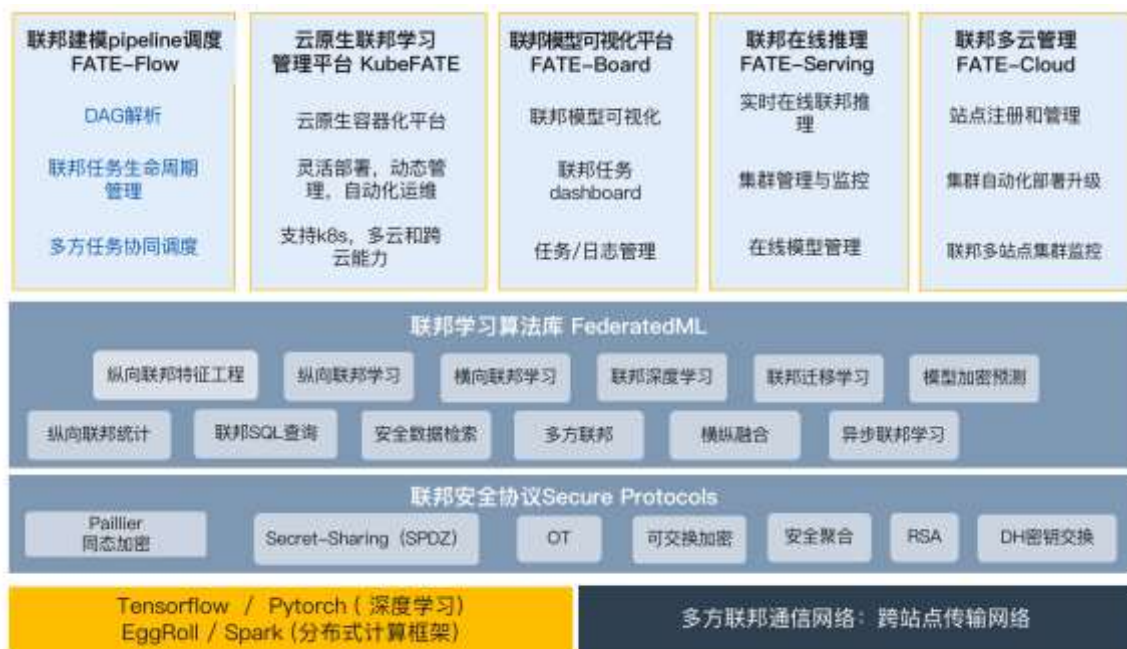 联邦建模pipeline调度
FATE-Flow
DAG解析
联邦任务生命周期
管理
多方任务协同调度
云原生联邦学习
管理平台 KubeFATE
云原生容器化平台
灵活部署，动态管
理，自动化运维
支持k8s，多云和跨
云能力
联邦模型可视化平台
FATE-Board
联邦模型可视化
联邦任务
dashboard
任务/日志管理
联邦在线推理
FATE-Serving
实时在线联邦推
理
集群管理与监控
在线模型管理
联邦多云管理
FATE-Cloud
站点注册和管理
集群自动化部署升级
联邦多站点集群监控
联邦学习算法库 FederatedML
纵向联邦特征工程
纵向联邦学习
横向联邦学习
联邦深度学习
联邦迁移学习
模型加密预测
纵向联邦统计
联邦SQL查询
安全数据检索
多方联邦
横纵融合
异步联邦学习
联邦安全协议Secure Protocols
Paillier
同态加密
Secret-Sharing（SPDZ）
OT
可交换加密
安全聚合
RSA
DH密钥交换
Tensorflow / Pytorch ( 深度学习)
EggRoll / Spark (分布式计算框架)
多方联邦通信网络：跨站点传输网络